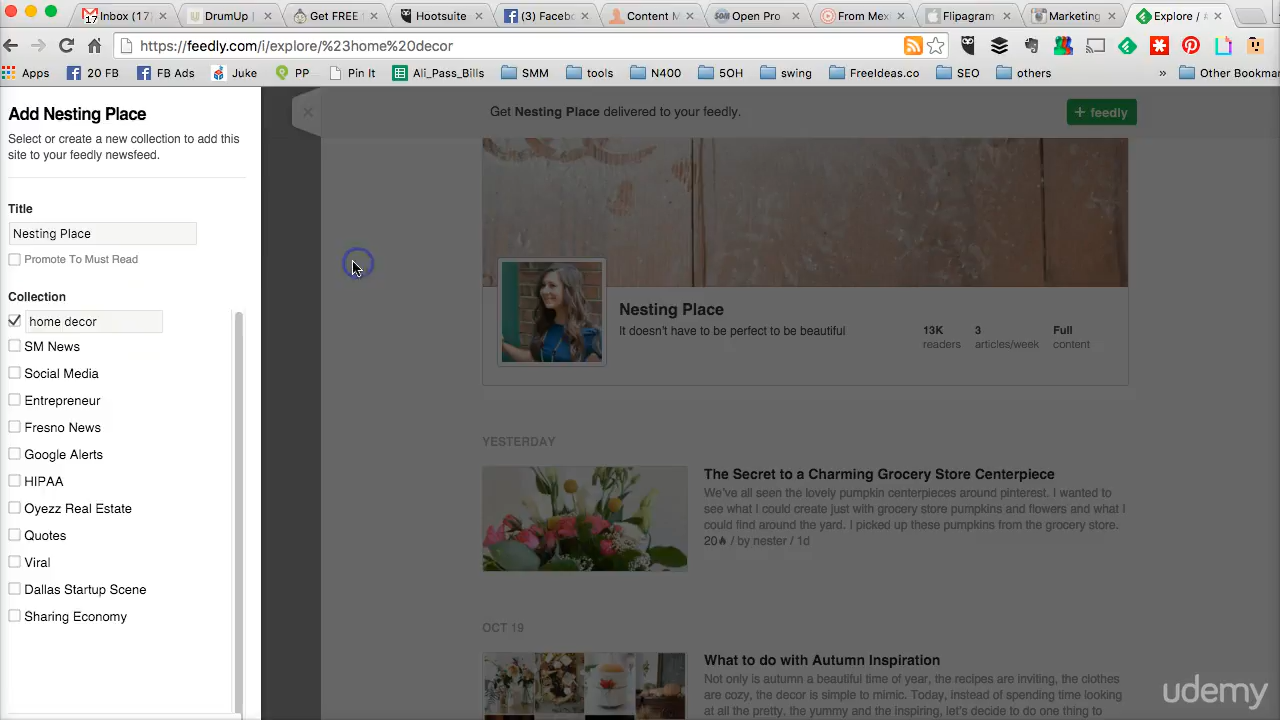 Inbox (17
DrumUp
Get FREE
Hootsuite
(3) Facebo
Content M
Open Pro
From Mex
Flipagram
Marketing
Explore / A
https://feedly.com/i/explore/%23home%20decor
Apps
20 FB
FB Ads
Juke
PP
Pin It
Ali_Puss_Bills
SMM
tools
N400
5OH
swing
FreeIdeas.co
SEO
others
»
Other Bookma
Add Nesting Place
Select or create a new collection to add this
site to your feedly newsfeed.
Title
Nesting Place
Promote To Must Read
Collection
home decor
SM News
Social Media
Entrepreneur
Fresno News
Google Alerts
HIPAA
Oyezz Real Estate
Quotes
Viral
Dallas Startup Scene
Sharing Economy
Get Nesting Place delivered to your feedly.
+ feedly
Nesting Place
It doesn't have to be perfect to be beautiful
13K
readers
3
articles/week
Full
content
YESTERDAY
The Secret to a Charming Grocery Store Centerpiece
We've all seen the lovely pumpkin centerpieces around pinterest. I wanted to
see what I could create just with grocery store pumpkins and flowers and what I
could find around the yard. I picked up these pumpkins from the grocery store.
20 / by nester / 1d
OCT 19
What to do with Autumn Inspiration
Not only is autumn a beautiful time of year, the recipes are inviting, the clothes
are cozy, the decor is simple to mimic. Today, instead of spending time looking
at all the pretty, the yummy and the inspiring, let's decide to do one thing to
udemy